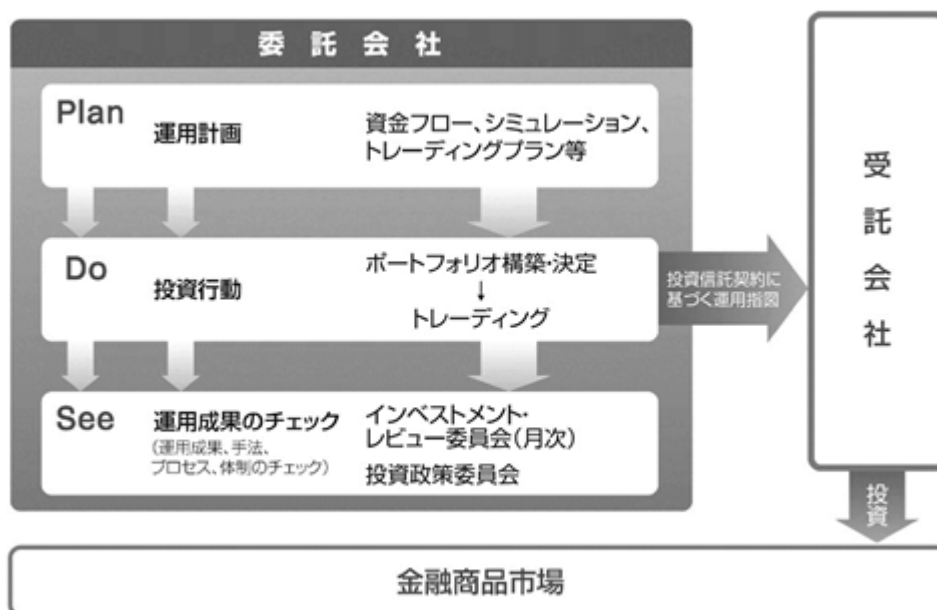 委託会社
Plan
運用計画
資金フロー、シミュレーション、
トレーディングプラン等
Do
投資行動
ポートフォリオ構築・決定
↓
トレーディング
投資信託契約に
基づく運用指図
See
運用成果のチェック
(運用成果、手法、
プロセス、体制のチェック)
インベストメント・
レビュー委員会(月次)
投資政策委員会
受託会社
投資
金融商品市場